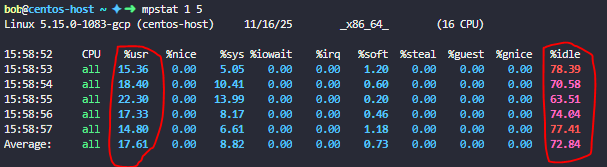 bob@centos-host ~ ➜ mpstat 1 5
Linux 5.15.0-1083-gcp (centos-host) 11/16/25 _x86_64_ (16 CPU)
15:58:52 CPU %usr %nice %sys %iowait %irq %soft %steal %guest %gnice %idle
15:58:53 all 15.36 0.00 5.05 0.00 0.00 1.20 0.00 0.00 0.00 78.39
15:58:54 all 18.40 0.00 10.41 0.00 0.00 0.60 0.00 0.00 0.00 70.58
15:58:55 all 22.30 0.00 13.99 0.00 0.00 0.20 0.00 0.00 0.00 63.51
15:58:56 all 17.33 0.00 8.17 0.00 0.00 0.46 0.00 0.00 0.00 74.04
15:58:57 all 14.80 0.00 6.61 0.00 0.00 1.18 0.00 0.00 0.00 77.41
Average: all 17.61 0.00 8.82 0.00 0.00 0.73 0.00 0.00 0.00 72.84